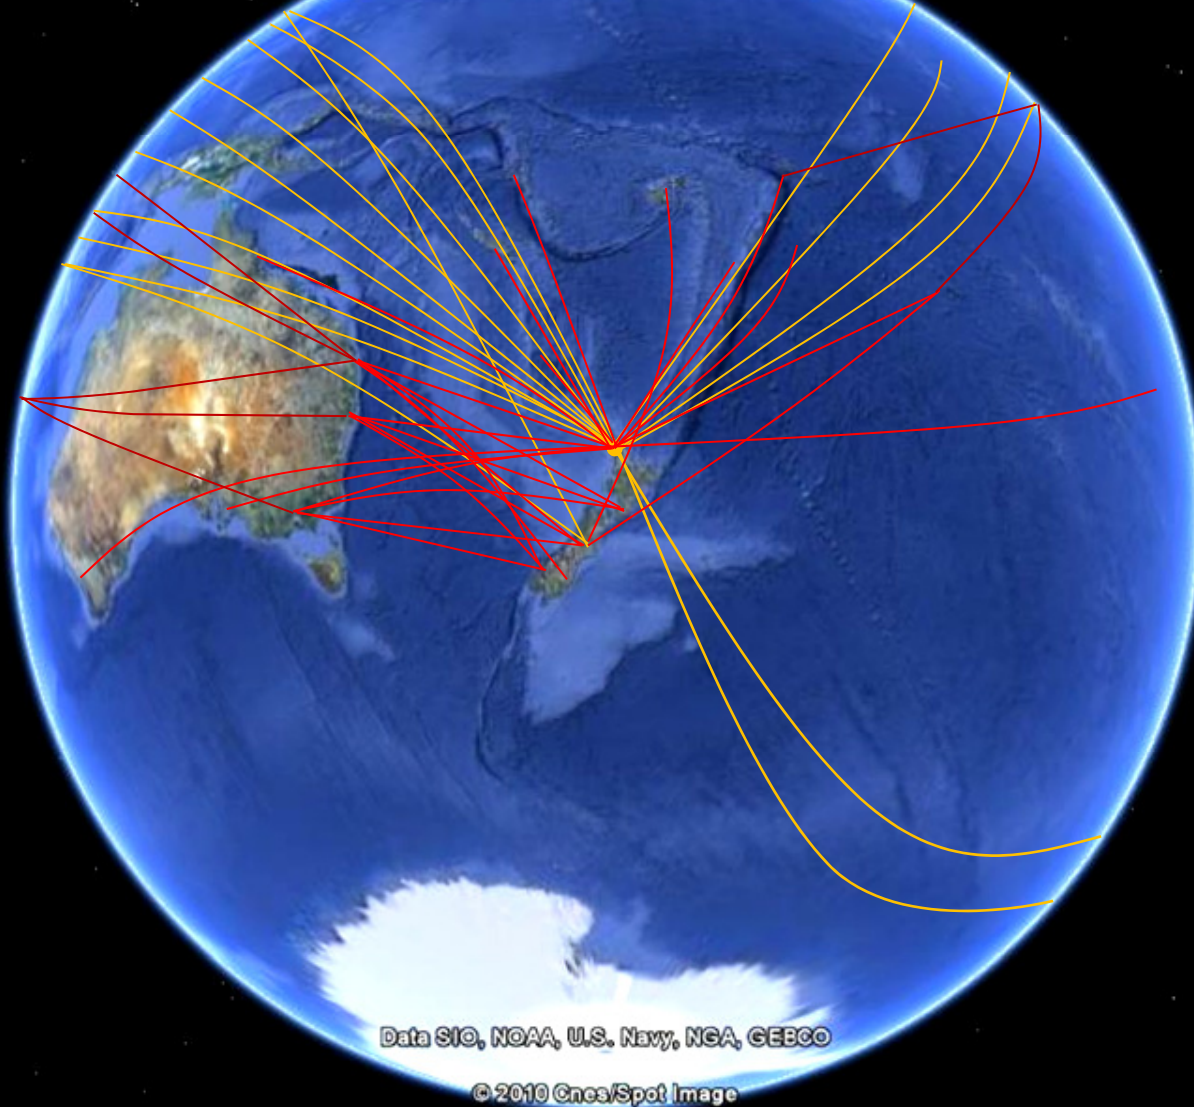 Data SIO, NOAA, U.S. Navy, NGA, GEBCO
© 2010 Cnes/Spot Image